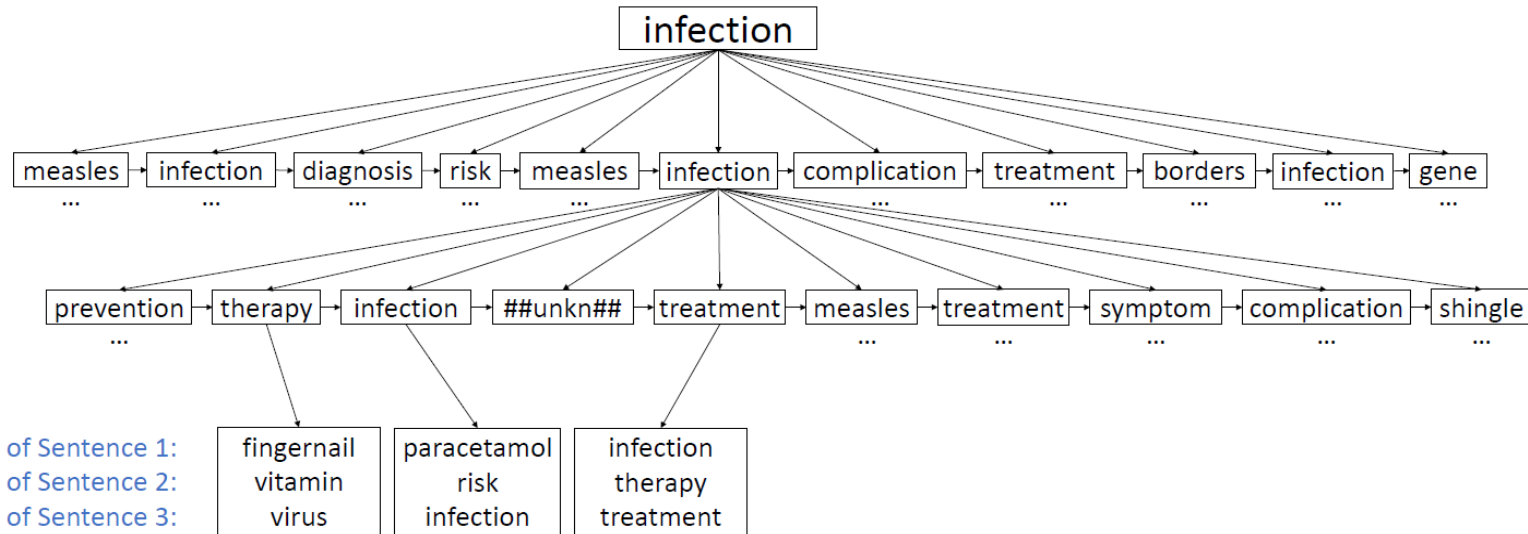 infection
measles infection diagnosis risk measles infection complication treatment borders infection gene
... ... ... ... ... ... ... ... ... ...
prevention therapy infection ##unkn## treatment measles treatment symptom complication shingle
... ... ... ... ... ...
of Sentence 1: fingernail paracetamol infection
of Sentence 2: vitamin risk therapy
of Sentence 3: virus infection treatment